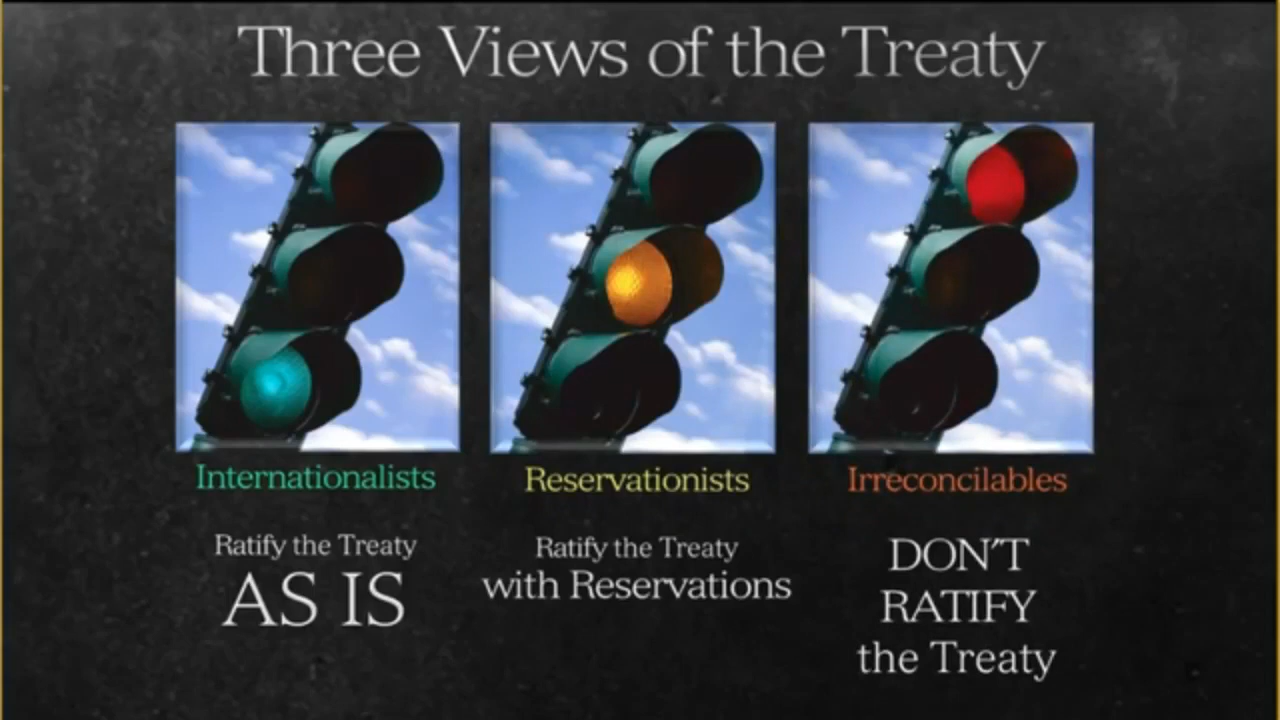 Three Views of the Treaty
Internationalists
Reservationists
Irreconcilables
Ratify the Treaty
AS IS
Ratify the Treaty
with Reservations
DON'T
RATIFY
the Treaty